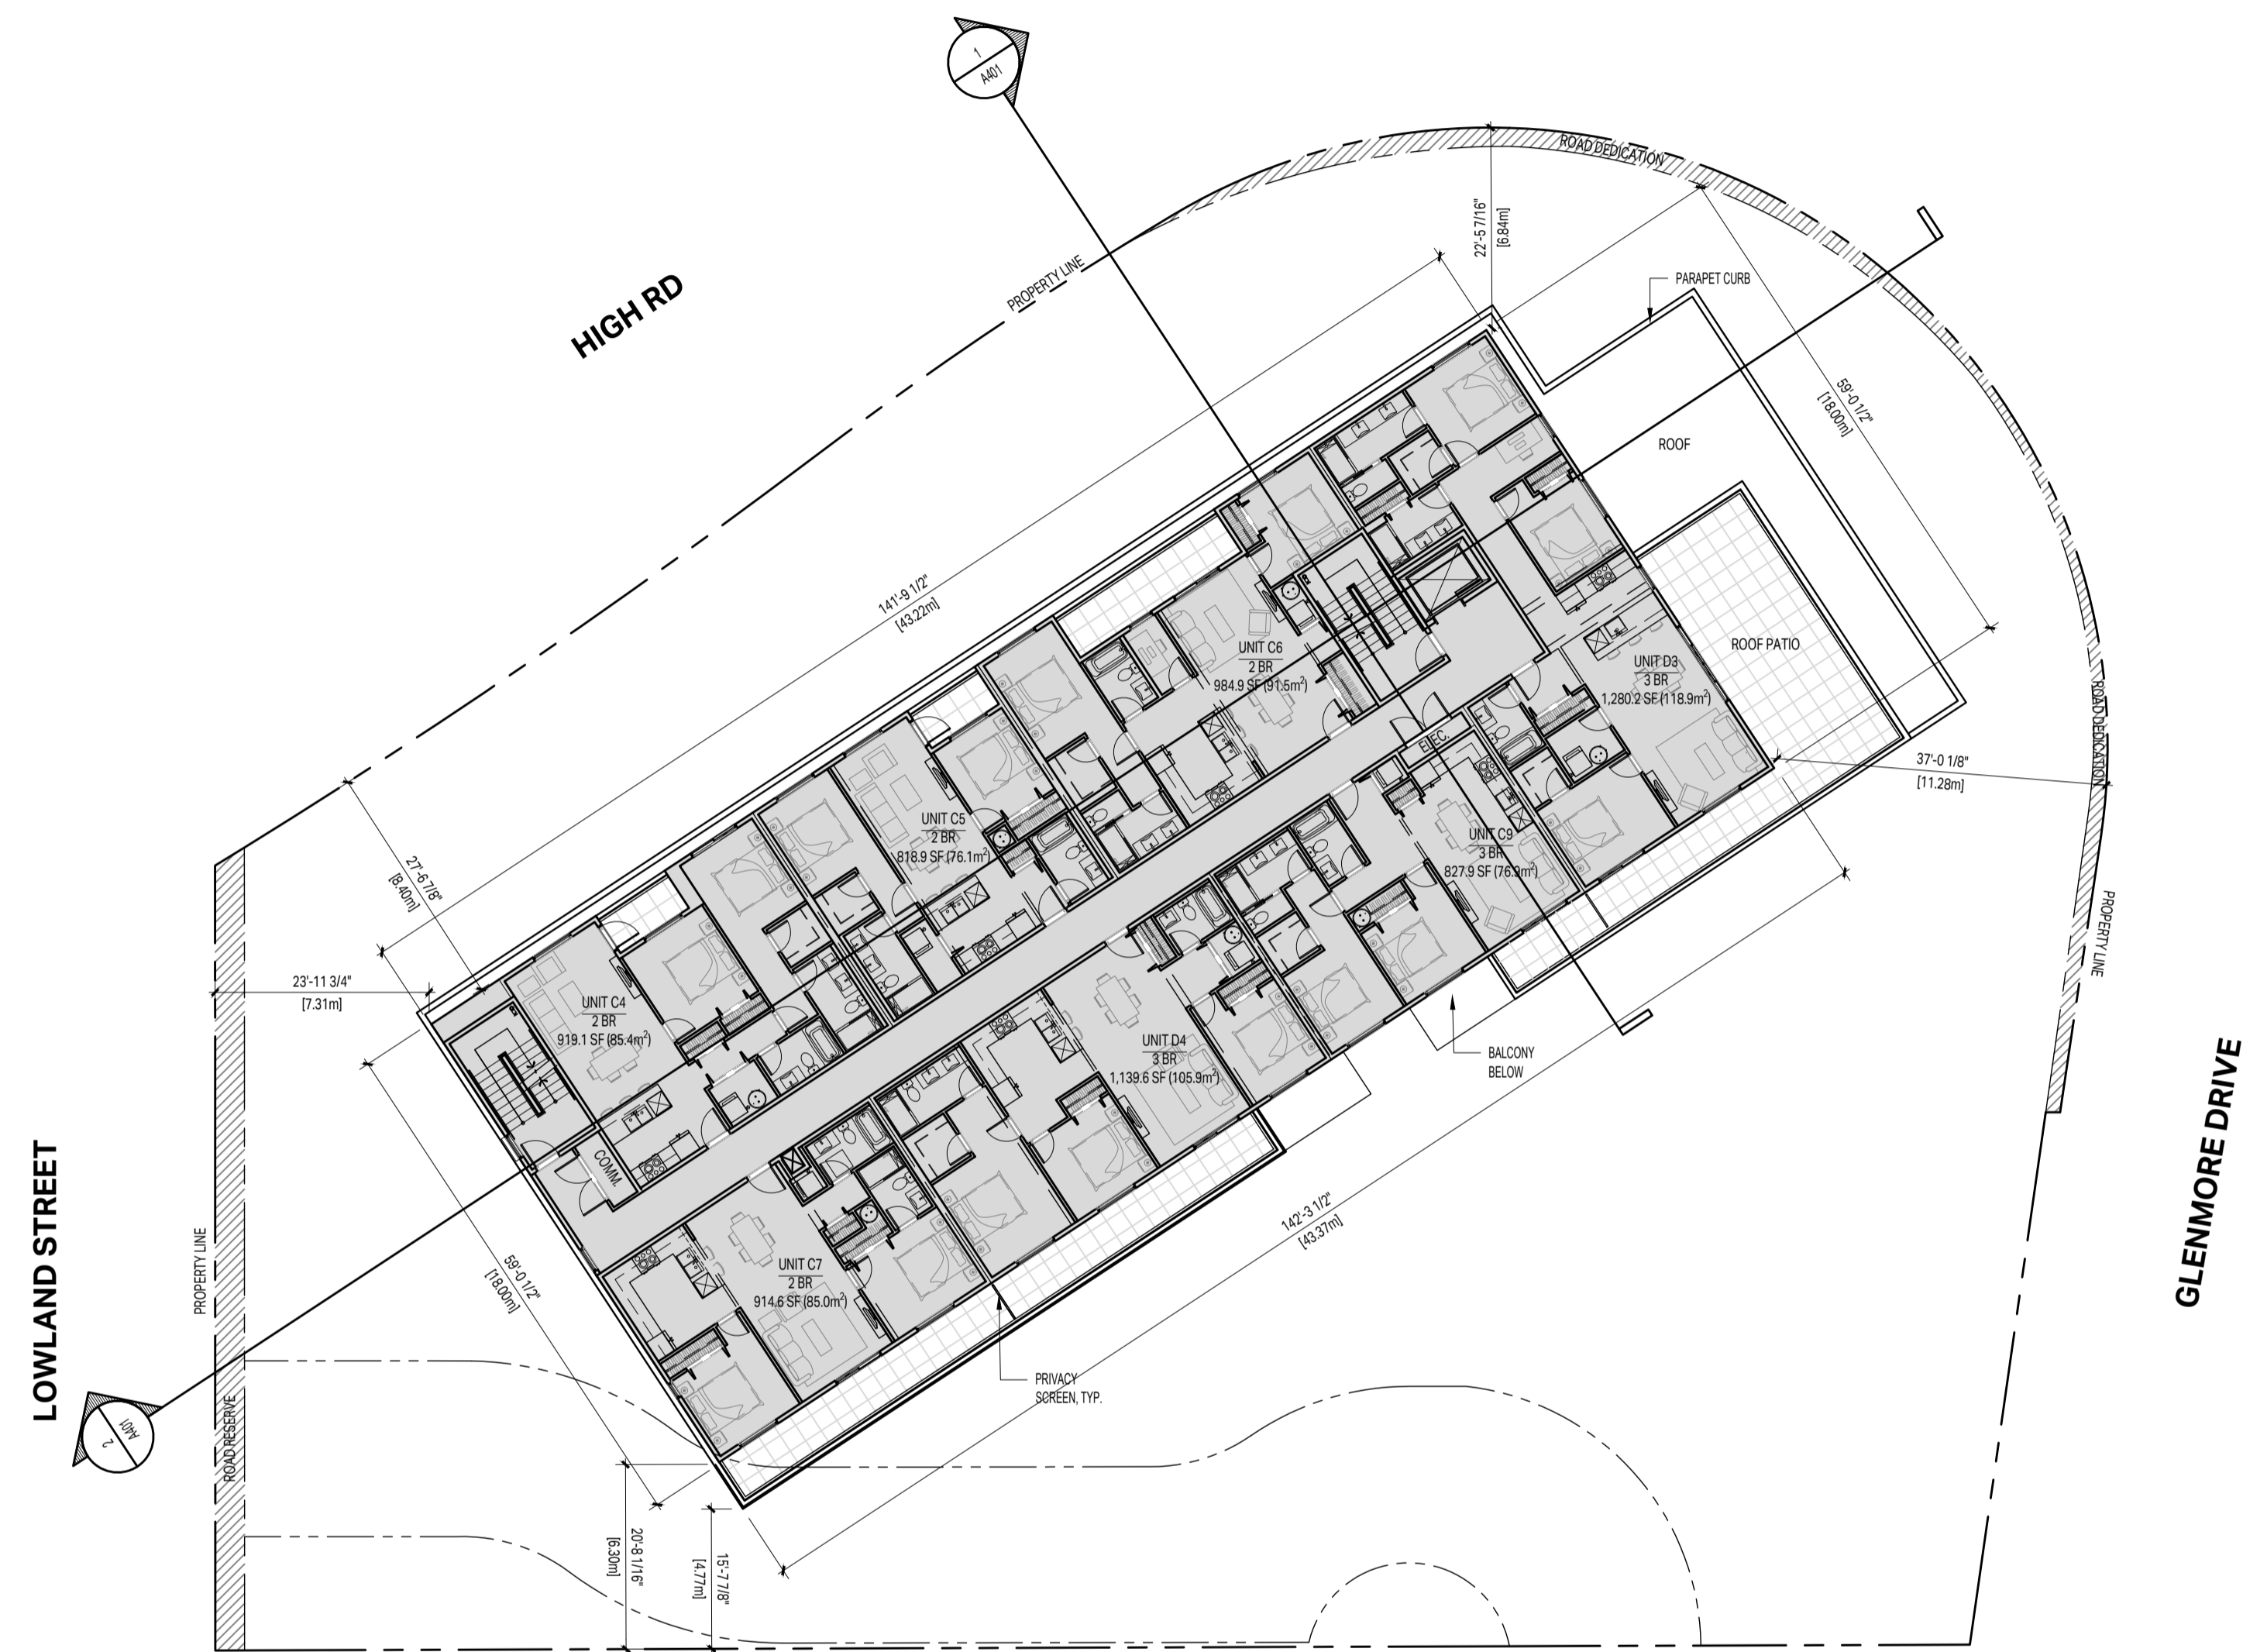 1
A401
ROAD DEDICATION
22'-5 7/16"
[6.84m]
PROPERTY LINE
PARAPET CURB
HIGH RD
59'-0 1/2"
[18.00m]
ROOF
141'-9 1/2"
[43.22m]
ROOF PATIO
UNIT C6
2 BR
984.9 SF (91.5m²)
UNIT D3
3 BR
1,280.2 SF (118.9m²)
ROAD DEDICATION
ELEC.
37'-0 1/8"
[11.28m]
UNIT C5
2 BR
818.9 SF (76.1m²)
UNIT C9
3 BR
827.9 SF (76.9m²)
27'-6 7/8"
[8.40m]
PROPERTY LINE
23'-11 3/4"
[7.31m]
UNIT C4
2 BR
919.1 SF (85.4m²)
UNIT D4
3 BR
1,139.6 SF (105.9m²)
BALCONY
BELOW
COMM.
GLENMORE DRIVE
LOWLAND STREET
PROPERTY LINE
59'-0 1/2"
[18.00m]
UNIT C7
2 BR
914.6 SF (85.0m²)
142'-3 1/2"
[43.37m]
PRIVACY
SCREEN, TYP.
2
A401
ROAD RESERVE
20'-8 1/16"
[6.30m]
15'-7 7/8"
[4.77m]